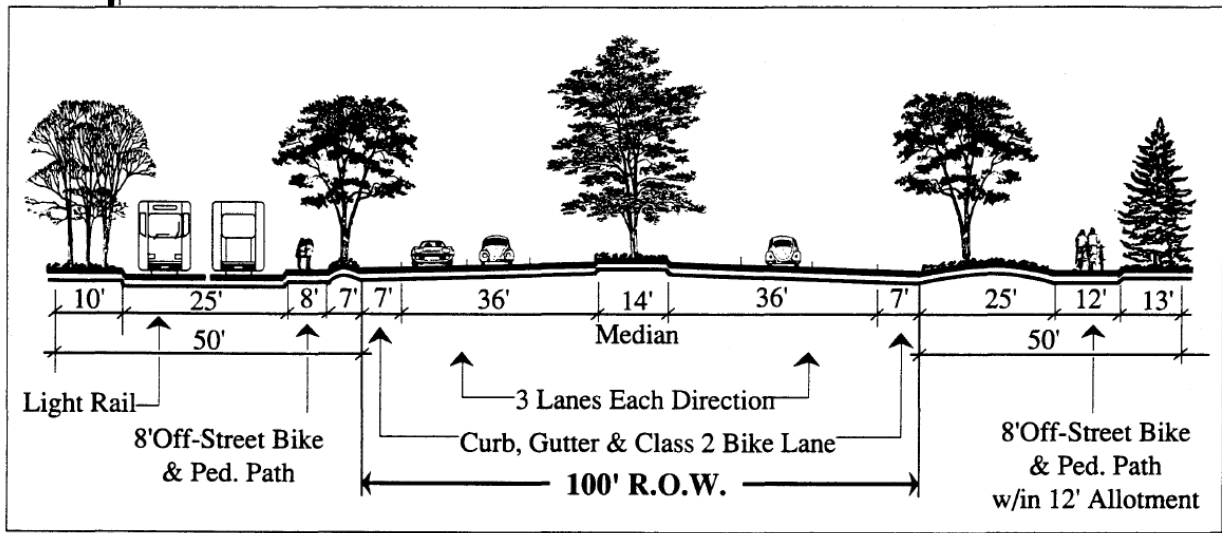 10' 25' 8' 7' 7' 36' 14' 36' 7' 25' 12' 13'
50' Median 50'
Light Rail
3 Lanes Each Direction
8'Off-Street Bike
& Ped. Path
Curb, Gutter & Class 2 Bike Lane
8'Off-Street Bike
& Ped. Path
w/in 12' Allotment
100' R.O.W.